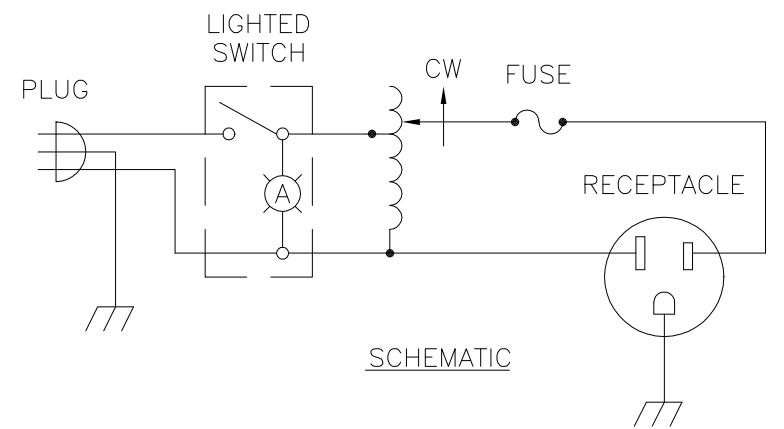 LIGHTED
SWITCH
CW
FUSE
PLUG
A
RECEPTACLE
SCHEMATIC